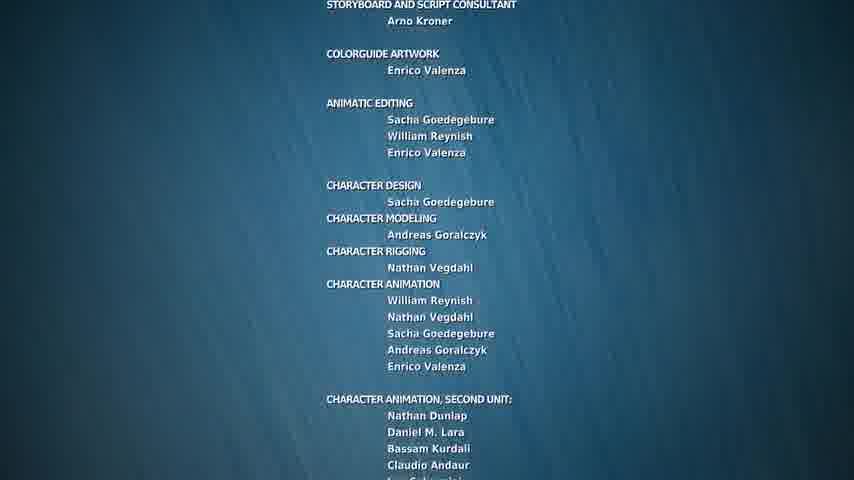 STORYBOARD AND SCRIPT CONSULTANT
Arno Kroner
COLORGUIDE ARTWORK
Enrico Valenza
ANIMATIC EDITING
Sacha Goedegebure
William Reynish
Enrico Valenza
CHARACTER DESIGN
Sacha Goedegebure
CHARACTER MODELING
Andreas Goralczyk
CHARACTER RIGGING
Nathan Vegdahl
CHARACTER ANIMATION
William Reynish
Nathan Vegdahl
Sacha Goedegebure
Andreas Goralczyk
Enrico Valenza
CHARACTER ANIMATION, SECOND UNIT:
Nathan Dunlap
Daniel M. Lara
Bassam Kurdali
Claudio Andaur